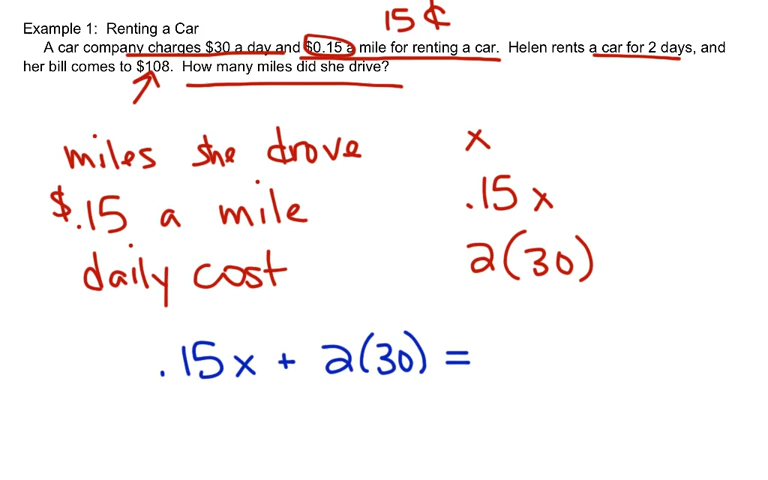 15 ¢
Example 1: Renting a Car
A car company charges $30 a day and $0.15 a mile for renting a car. Helen rents a car for 2 days, and
her bill comes to $108. How many miles did she drive?
miles she drove x
$.15 a mile .15x
daily cost 2(30)
.15x + 2(30) =